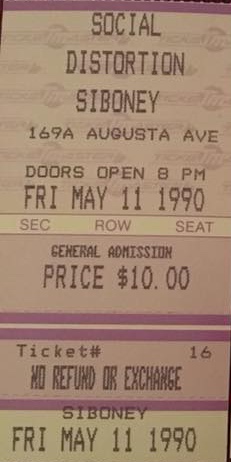 SOCIAL
DISTORTION
SIBONEY
169A AUGUSTA AVE
DOORS OPEN 8 PM
FRI MAY 11 1990
SEC ROW SEAT
GENERAL ADMISSION
PRICE $10.00
Ticket# 16
NO REFUND OR EXCHANGE
SIBONEY
FRI MAY 11 1990